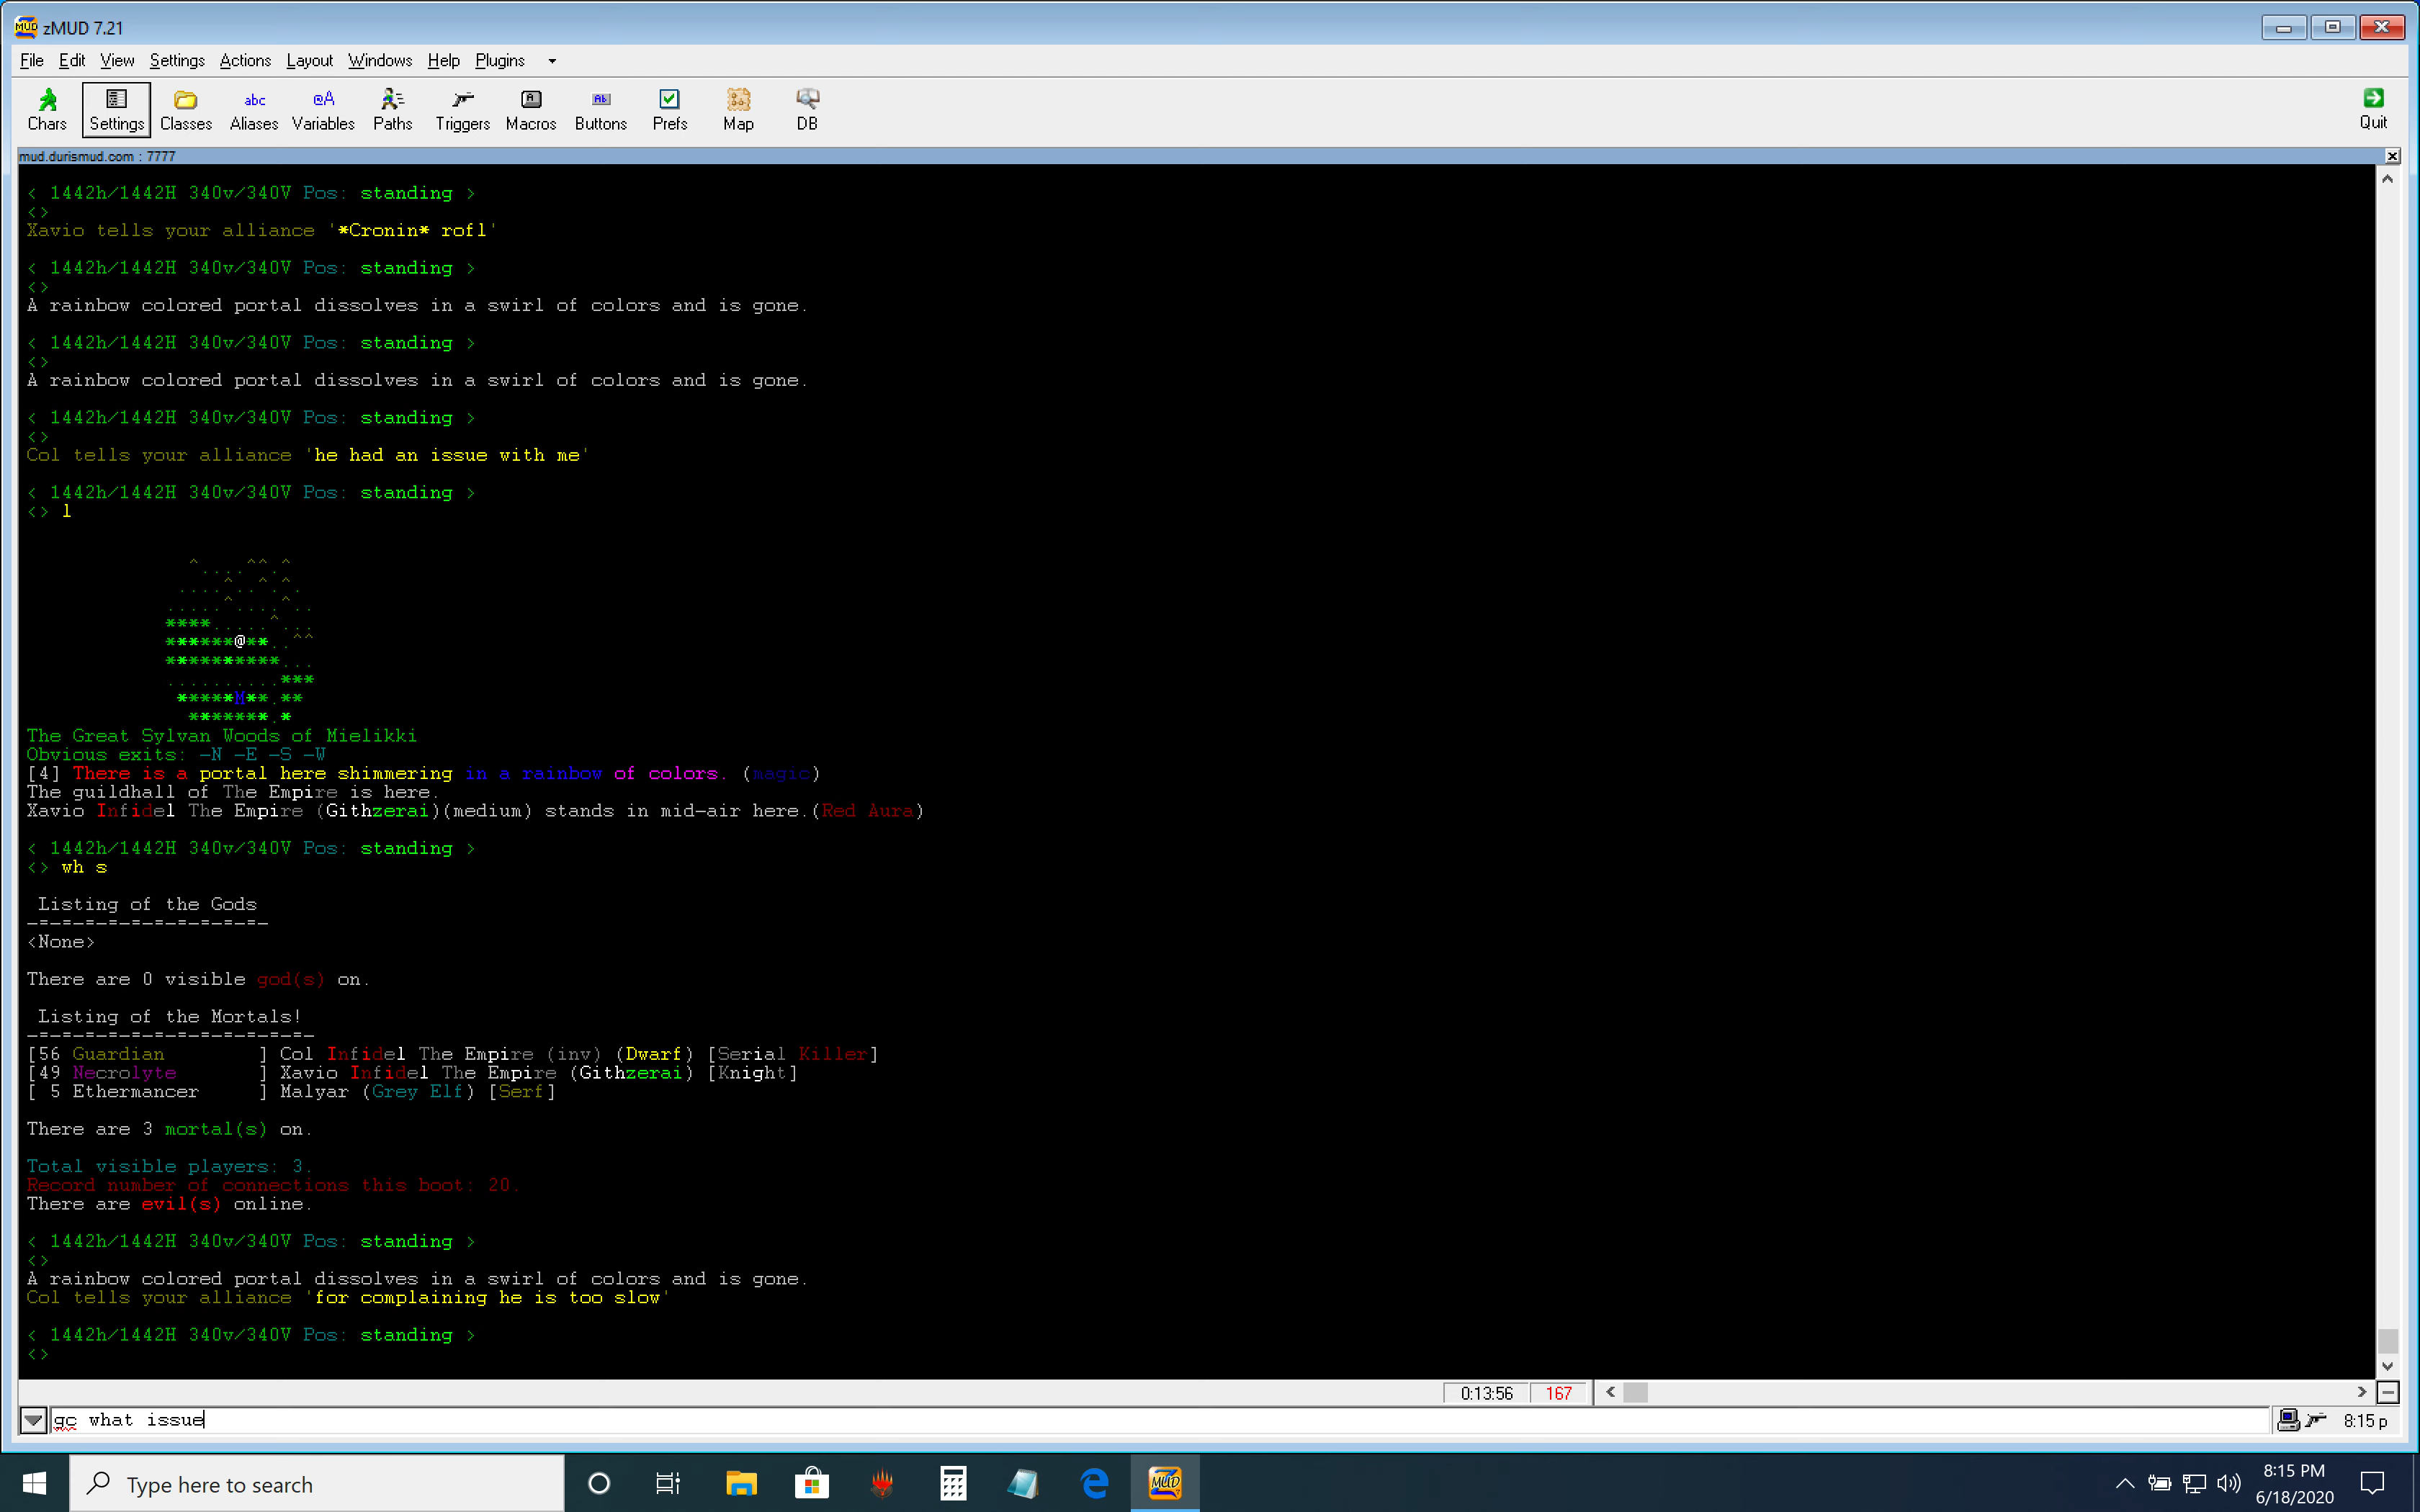 zMUD 7.21
File Edit View Settings Actions Layout Windows Help Plugins
abc @A A Ab
Chars Settings Classes Aliases Variables Paths Triggers Macros Buttons Prefs Map DB Quit
mud.durismud.com : 7777
< 1442h/1442H 340v/340V Pos: standing >
<>
Xavio tells your alliance '*Cronin* rofl'
< 1442h/1442H 340v/340V Pos: standing >
<>
A rainbow colored portal dissolves in a swirl of colors and is gone.
< 1442h/1442H 340v/340V Pos: standing >
<>
A rainbow colored portal dissolves in a swirl of colors and is gone.
< 1442h/1442H 340v/340V Pos: standing >
<>
Col tells your alliance 'he had an issue with me'
< 1442h/1442H 340v/340V Pos: standing >
<> l
****.....^...
******@**..^^
**********...
..........***
*****M**.**
*******.*
The Great Sylvan Woods of Mielikki
Obvious exits: -N -E -S -W
[4] There is a portal here shimmering in a rainbow of colors. (magic)
The guildhall of The Empire is here.
Xavio Infidel The Empire (Githzerai)(medium) stands in mid-air here.(Red Aura)
< 1442h/1442H 340v/340V Pos: standing >
<> wh s
Listing of the Gods
-=-=-=-=-=-=-=-=-=-=-
<None>
There are 0 visible god(s) on.
Listing of the Mortals!
-=-=-=-=-=-=-=-=-=-=-=-=-
[56 Guardian ] Col Infidel The Empire (inv) (Dwarf) [Serial Killer]
[49 Necrolyte ] Xavio Infidel The Empire (Githzerai) [Knight]
[ 5 Ethermancer ] Malyar (Grey Elf) [Serf]
There are 3 mortal(s) on.
Total visible players: 3.
Record number of connections this boot: 20.
There are evil(s) online.
< 1442h/1442H 340v/340V Pos: standing >
<>
A rainbow colored portal dissolves in a swirl of colors and is gone.
Col tells your alliance 'for complaining he is too slow'
< 1442h/1442H 340v/340V Pos: standing >
<>
0:13:56 167
gc what issue 8:15 p
Type here to search MUD 8:15 PM
6/18/2020